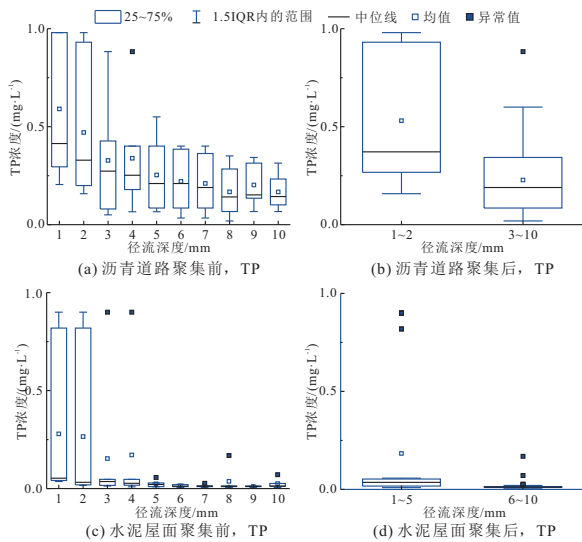 25~75% 1.5IQR内的范围 中位线 均值 异常值
1.0
0.5
0.0
TP浓度/(mg·L⁻¹)
1 2 3 4 5 6 7 8 9 10
径流深度/mm
(a) 沥青道路聚集前，TP
1.0
0.5
0.0
TP浓度/(mg·L⁻¹)
1~2 3~10
径流深度/mm
(b) 沥青道路聚集后，TP
1.0
0.5
0.0
TP浓度/(mg·L⁻¹)
1 2 3 4 5 6 7 8 9 10
径流深度/mm
(c) 水泥屋面聚集前，TP
1.0
0.5
0.0
TP浓度/(mg·L⁻¹)
1~5 6~10
径流深度/mm
(d) 水泥屋面聚集后，TP